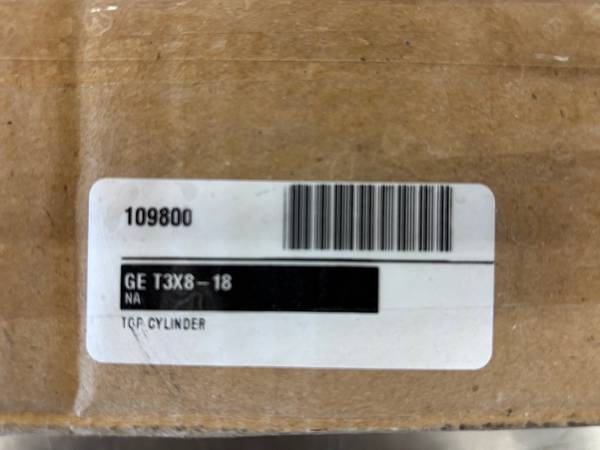 109800
GE T3X8-18
NA
TOP CYLINDER